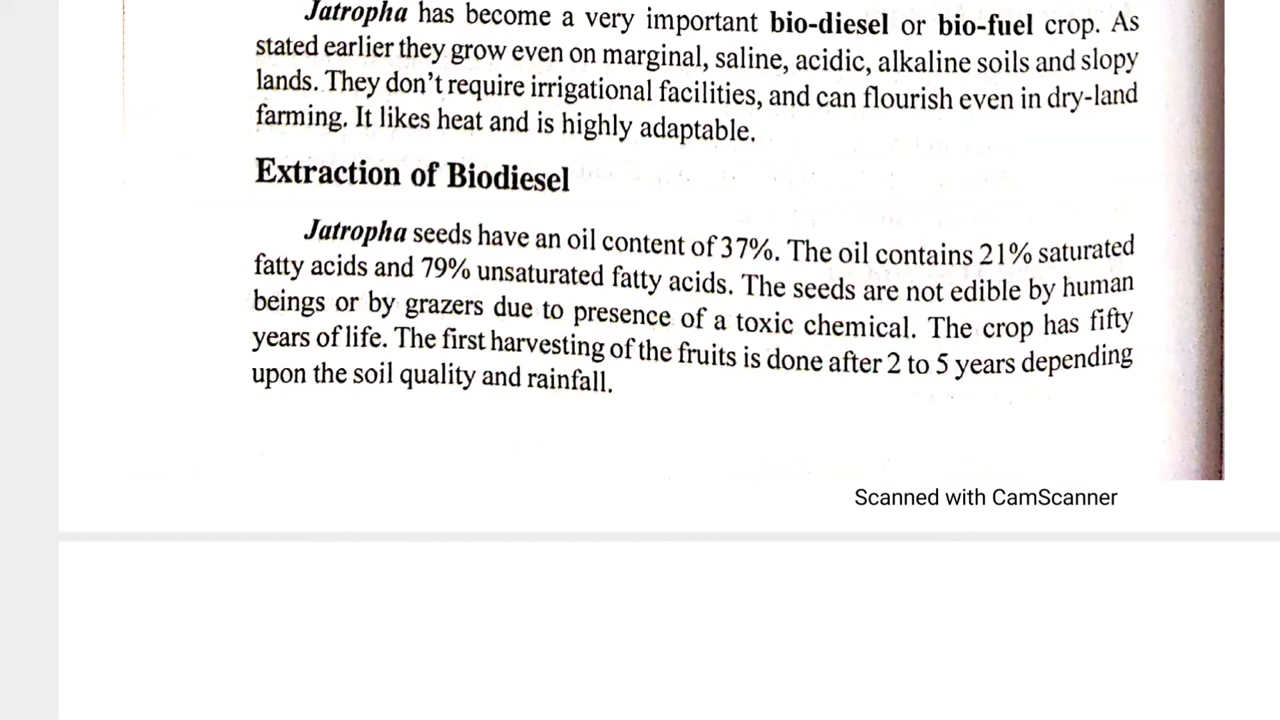 Jatropha has become a very important bio-diesel or bio-fuel crop. As
stated earlier they grow even on marginal, saline, acidic, alkaline soils and slopy
lands. They don't require irrigational facilities, and can flourish even in dry-land
farming. It likes heat and is highly adaptable.
Extraction of Biodiesel
Jatropha seeds have an oil content of 37%. The oil contains 21% saturated
fatty acids and 79% unsaturated fatty acids. The seeds are not edible by human
beings or by grazers due to presence of a toxic chemical. The crop has fifty
years of life. The first harvesting of the fruits is done after 2 to 5 years depending
upon the soil quality and rainfall.
Scanned with CamScanner